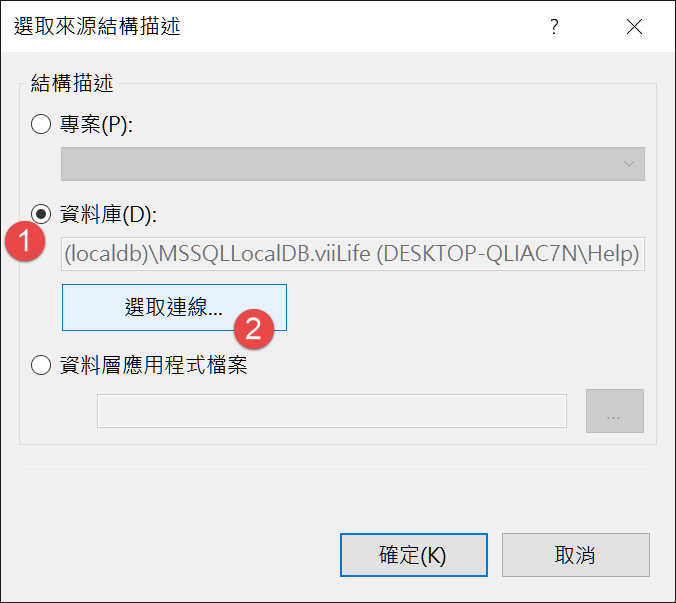 選取來源結構描述
?
結構描述
專案(P):
資料庫(D):
1
(localdb)\MSSQLLocalDB.viiLife (DESKTOP-QLIAC7N\Help)
選取連線...
2
資料層應用程式檔案
...
確定(K)
取消